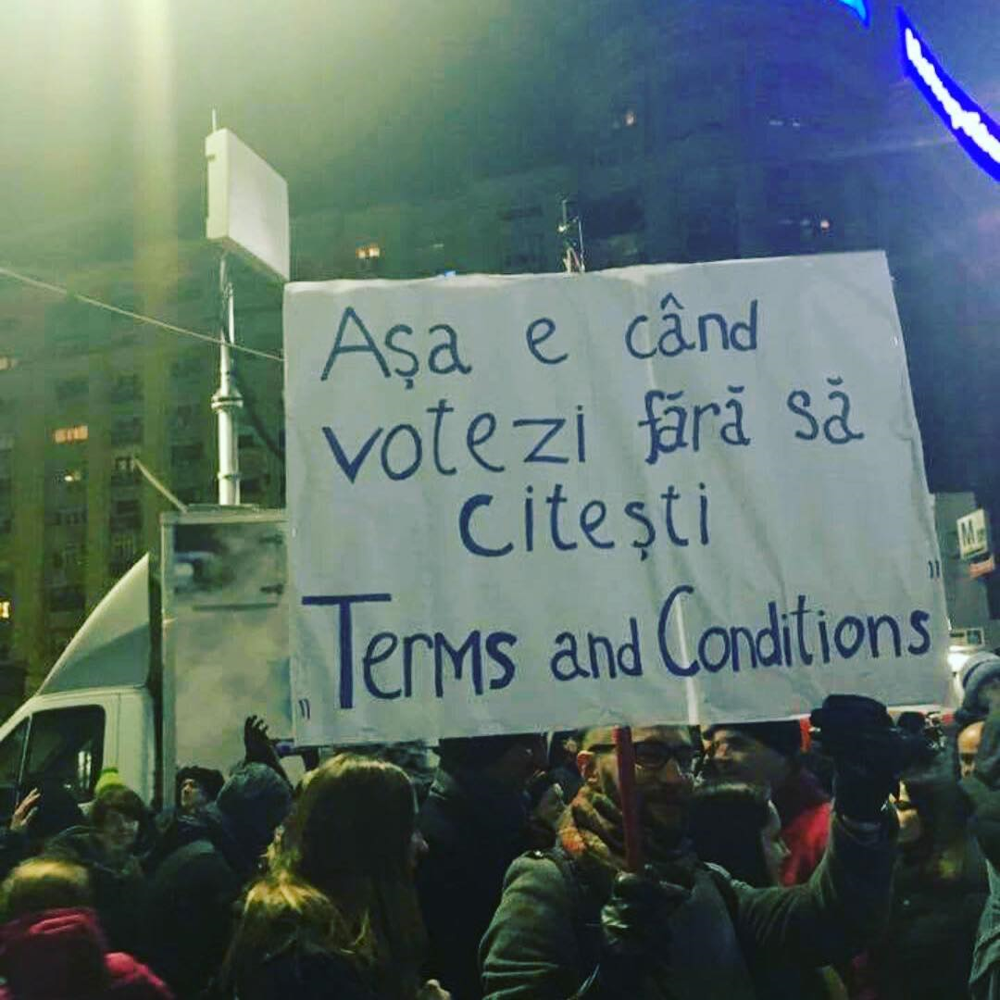 Așa e când
votezi fără să
citești
„Terms and Conditions”
M